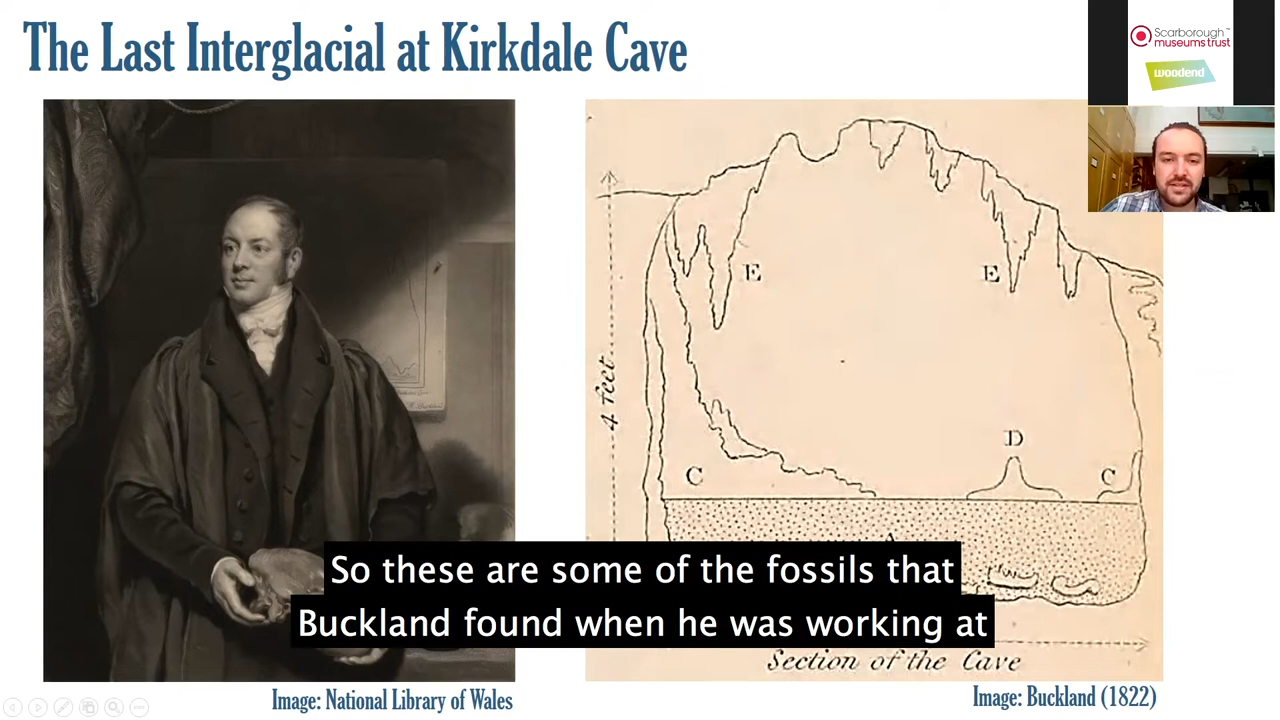 The Last Interglacial at Kirkdale Cave
Scarborough™
museums trust
woodend
E
E
4 feet
D
C
C
So these are some of the fossils that
Buckland found when he was working at
Section of the Cave
Image: National Library of Wales
Image: Buckland (1822)